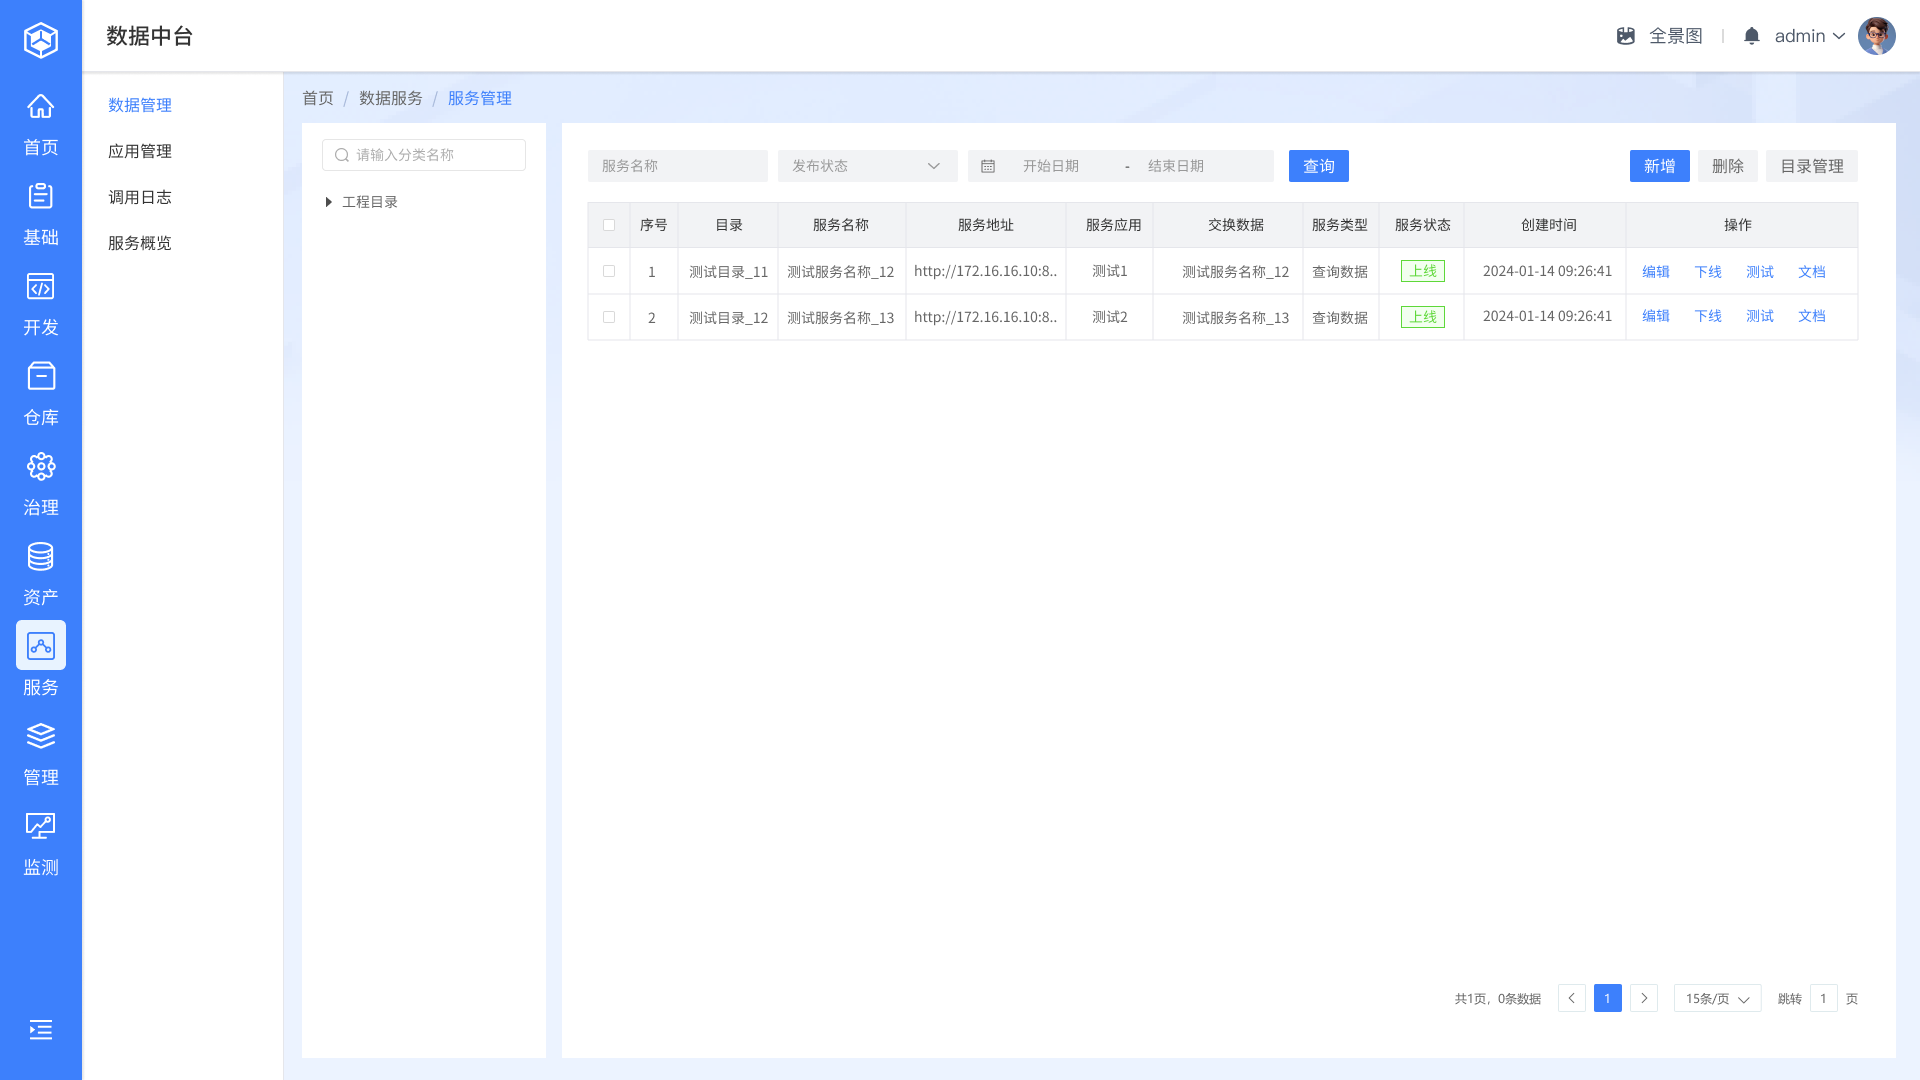 数据中台
全景图 | admin
首页
基础
开发
仓库
治理
资产
服务
管理
监测
数据管理
应用管理
调用日志
服务概览
首页 / 数据服务 / 服务管理
请输入分类名称
工程目录
服务名称 发布状态 开始日期 - 结束日期 查询 新增 删除 目录管理
序号 目录 服务名称 服务地址 服务应用 交换数据 服务类型 服务状态 创建时间 操作
1 测试目录_11 测试服务名称_12 http://172.16.16.10:8.. 测试1 测试服务名称_12 查询数据 上线 2024-01-14 09:26:41 编辑 下线 测试 文档
2 测试目录_12 测试服务名称_13 http://172.16.16.10:8.. 测试2 测试服务名称_13 查询数据 上线 2024-01-14 09:26:41 编辑 下线 测试 文档
共1页，0条数据 1 15条/页 跳转 1 页